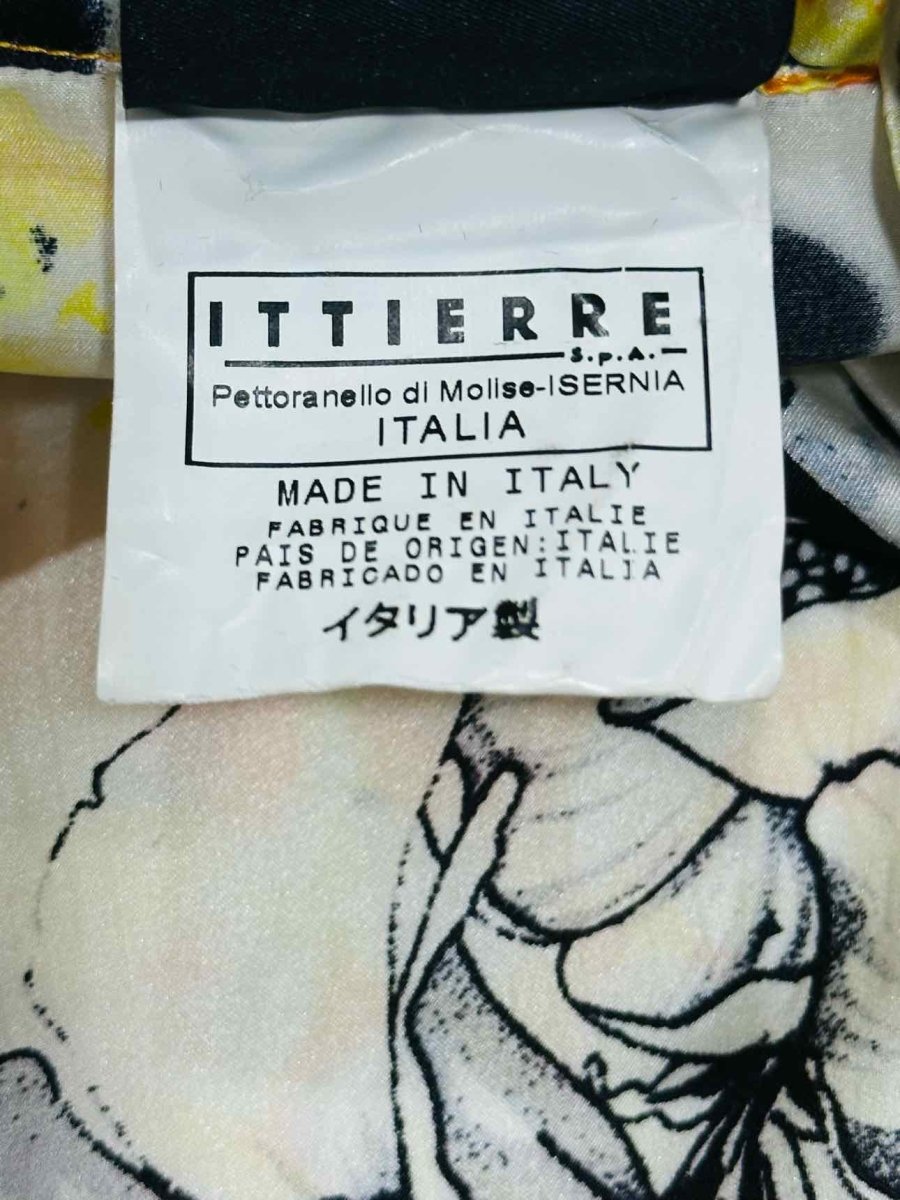 ITTIERRE
S.p.A.
Pettoranello di Molise-ISERNIA
ITALIA
MADE IN ITALY
FABRIQUE EN ITALIE
PAIS DE ORIGEN:ITALIE
FABRICADO EN ITALIA
イタリア製